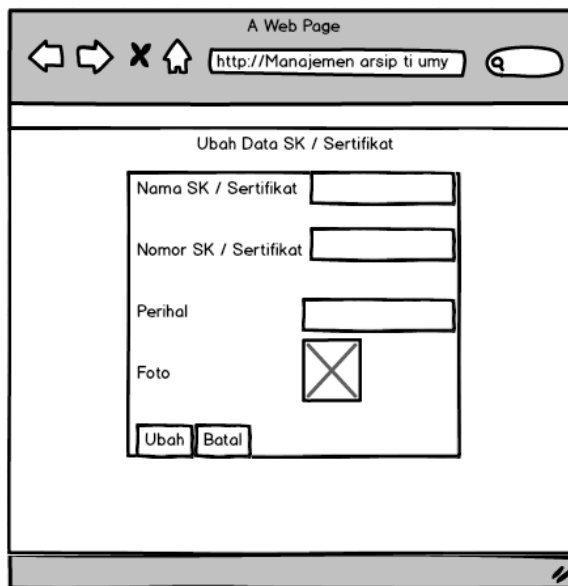 A Web Page
http://Manajemen arsip ti umy
Ubah Data SK / Sertifikat
Nama SK / Sertifikat
Nomor SK / Sertifikat
Perihal
Foto
Ubah Batal